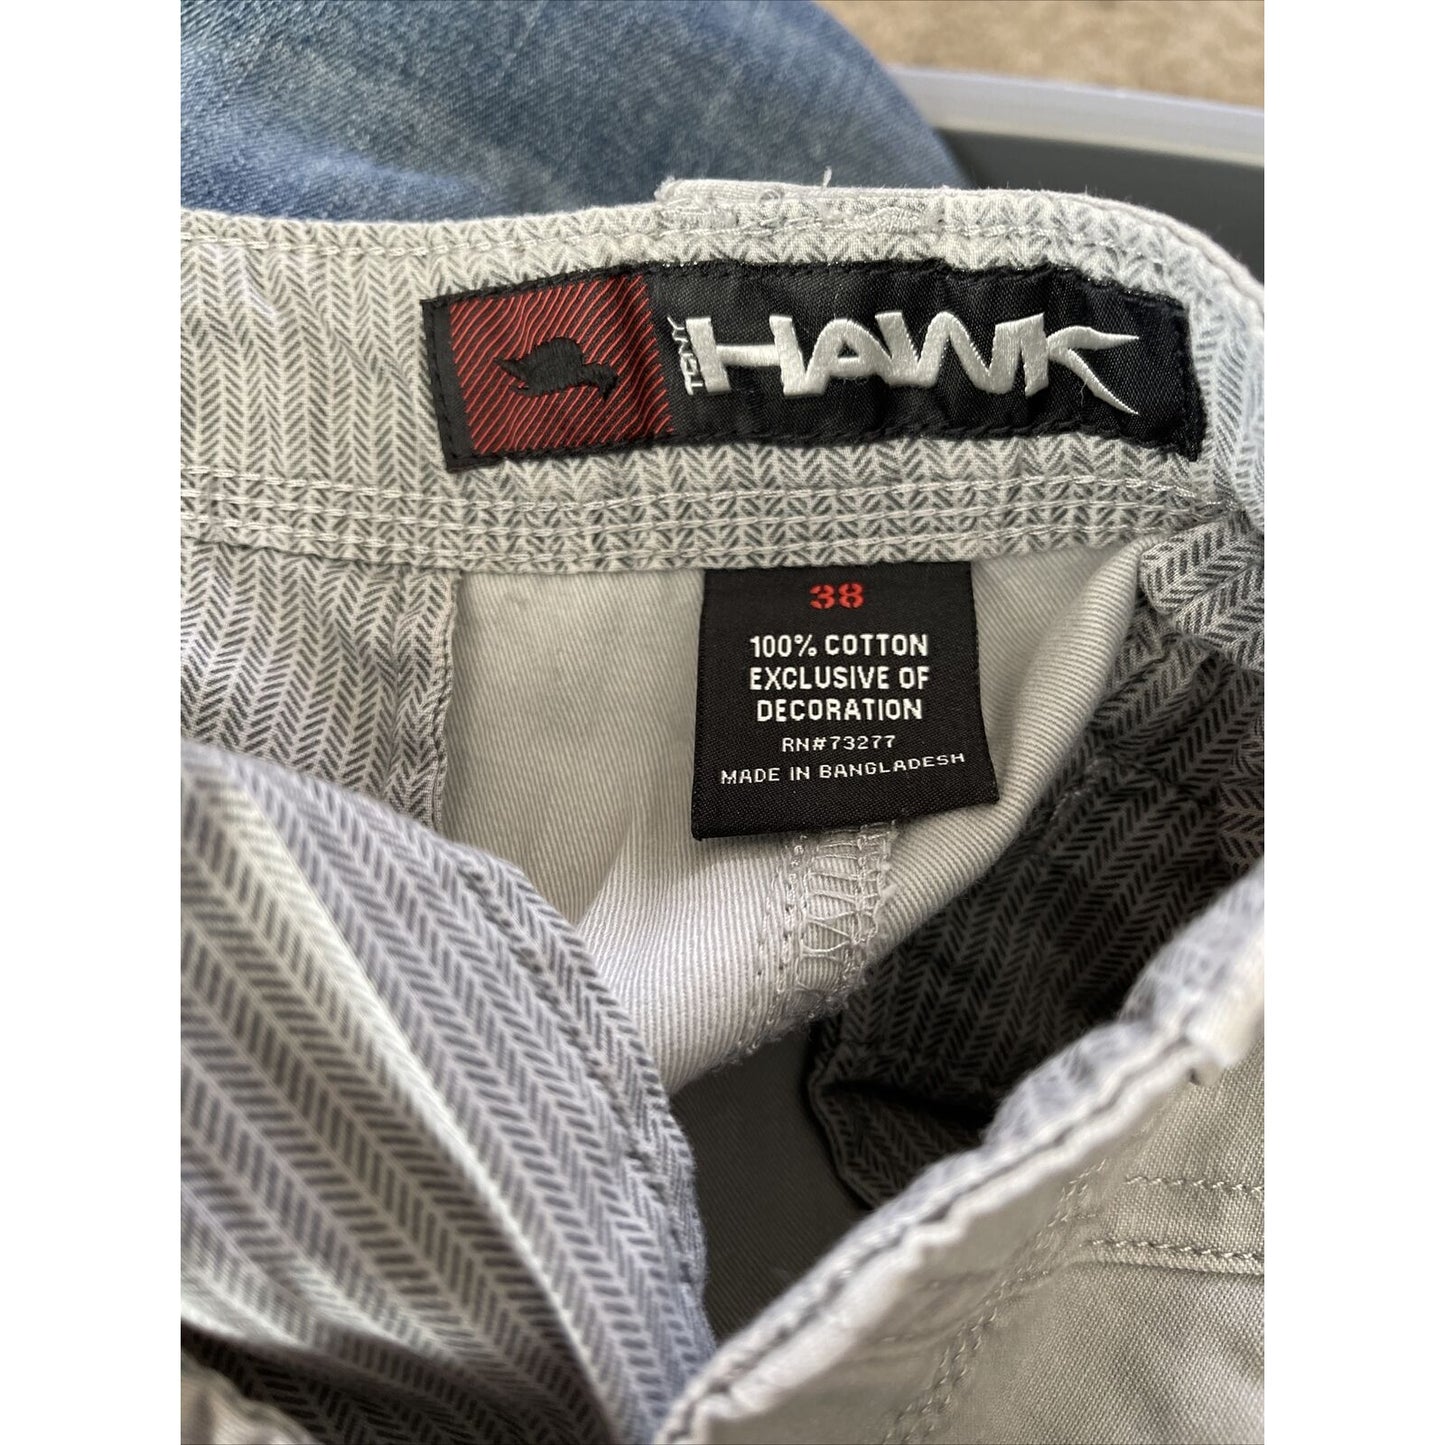 TONY HAWK
38
100% COTTON
EXCLUSIVE OF
DECORATION
RN#73277
MADE IN BANGLADESH